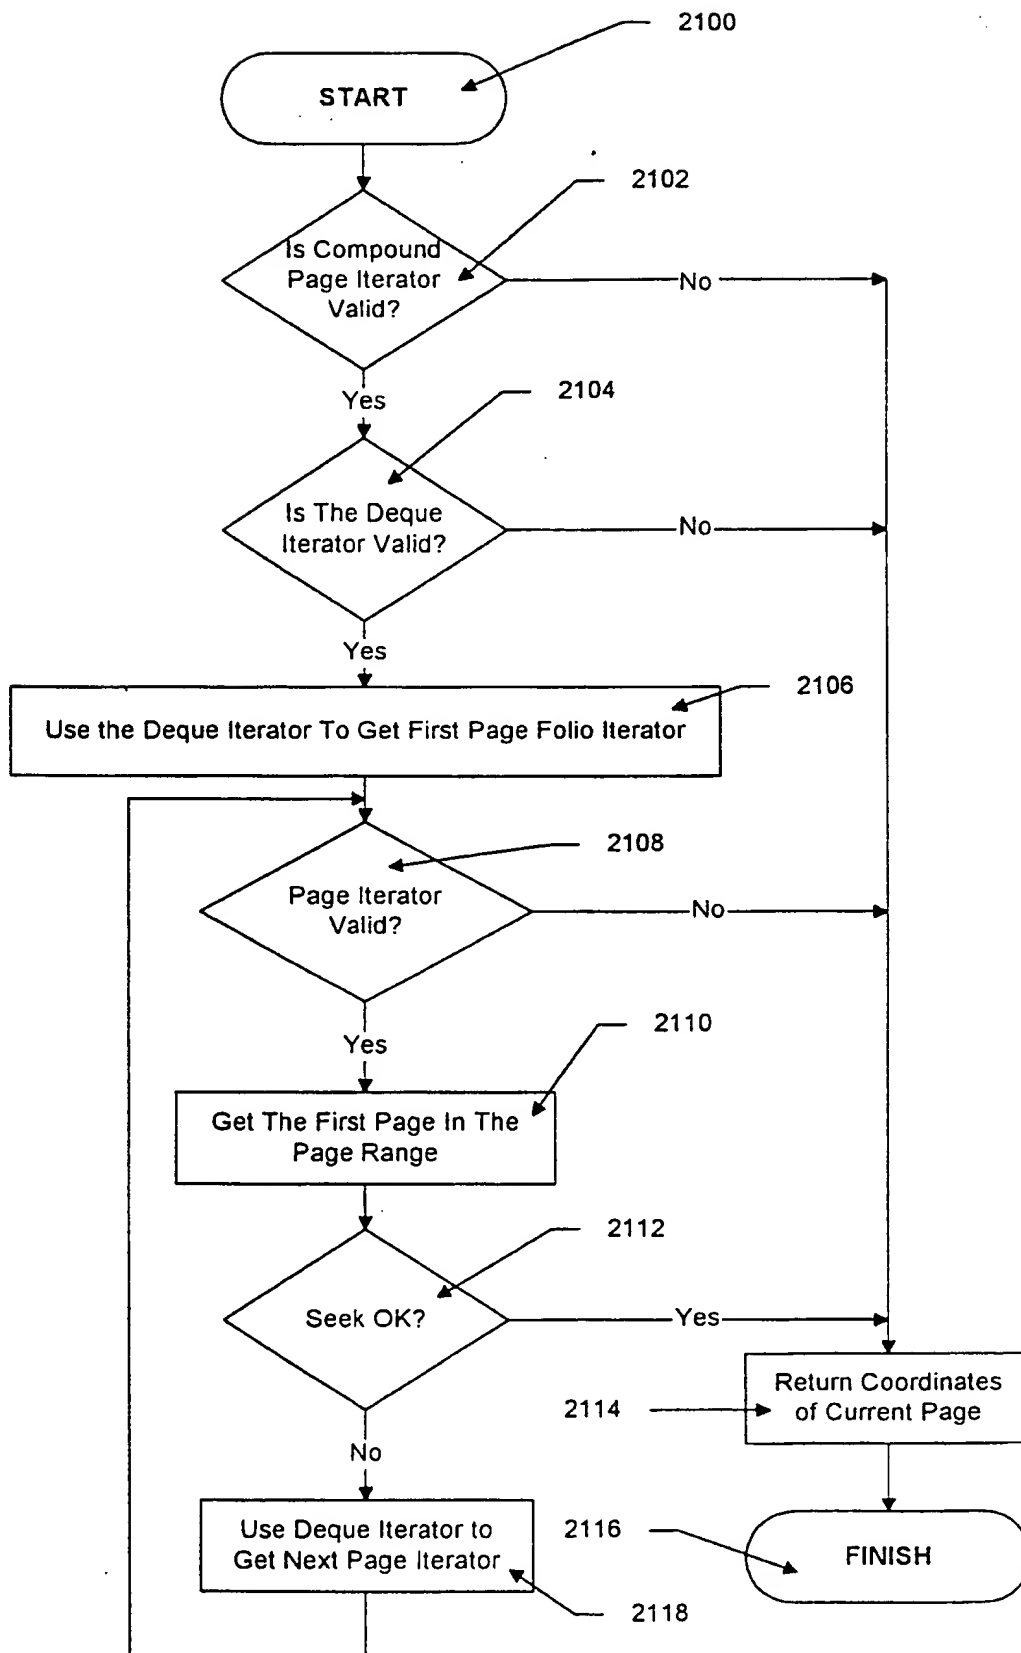 2100
START
2102
Is Compound
Page Iterator
Valid?
No
Yes
2104
Is The Deque
Iterator Valid?
No
Yes
2106
Use the Deque Iterator To Get First Page Folio Iterator
2108
Page Iterator
Valid?
No
Yes
2110
Get The First Page In The
Page Range
2112
Seek OK?
Yes
Return Coordinates
of Current Page
2114
No
Use Deque Iterator to
Get Next Page Iterator
2116
FINISH
2118